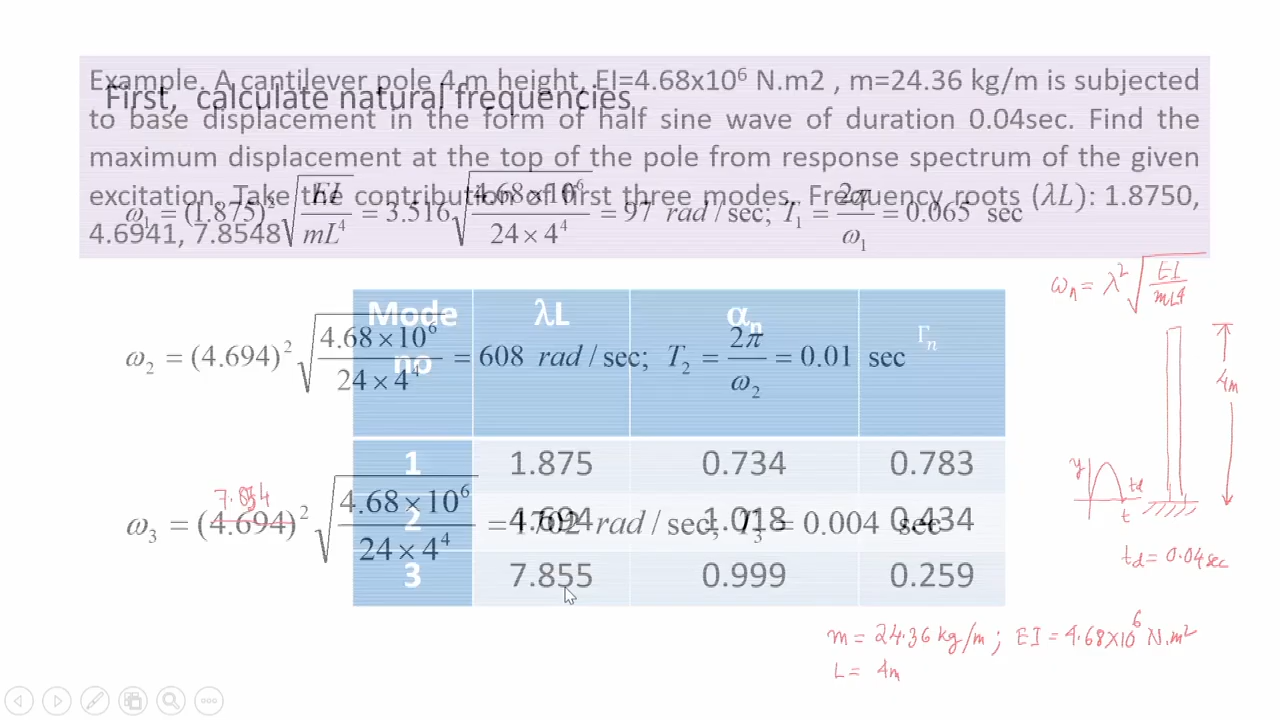 Example. A cantilever pole 4 m height, EI=4.68x10⁶ N.m2 , m=24.36 kg/m is subjected
to base displacement in the form of half sine wave of duration 0.04sec. Find the
maximum displacement at the top of the pole from response spectrum of the given
excitation. Take the contribution of first three modes. Frequency roots (λL): 1.8750,
4.6941, 7.8548
First, calculate natural frequencies
ω₁ = (1.875)² √(EI / mL⁴) = 3.516 √(4.68 × 10⁶ / 24 × 4⁴) = 97 rad / sec; T₁ = 2π / ω₁ = 0.065 sec
ω₂ = (4.694)² √(4.68 × 10⁶ / 24 × 4⁴) = 608 rad / sec; T₂ = 2π / ω₂ = 0.01 sec
7.854
ω₃ = (4.694)² √(4.68 × 10⁶ / 24 × 4⁴) = 1702 rad / sec; T₃ = 0.004 sec
Mode no λL αn Γn
1 1.875 0.734 0.783
2 4.694 1.018 0.434
3 7.855 0.999 0.259
ωn = λ² √(EI / mL⁴)
4m
y
td
t
td = 0.04sec
m = 24.36 kg/m ; EI = 4.68X10⁶ N.m²
L = 4m